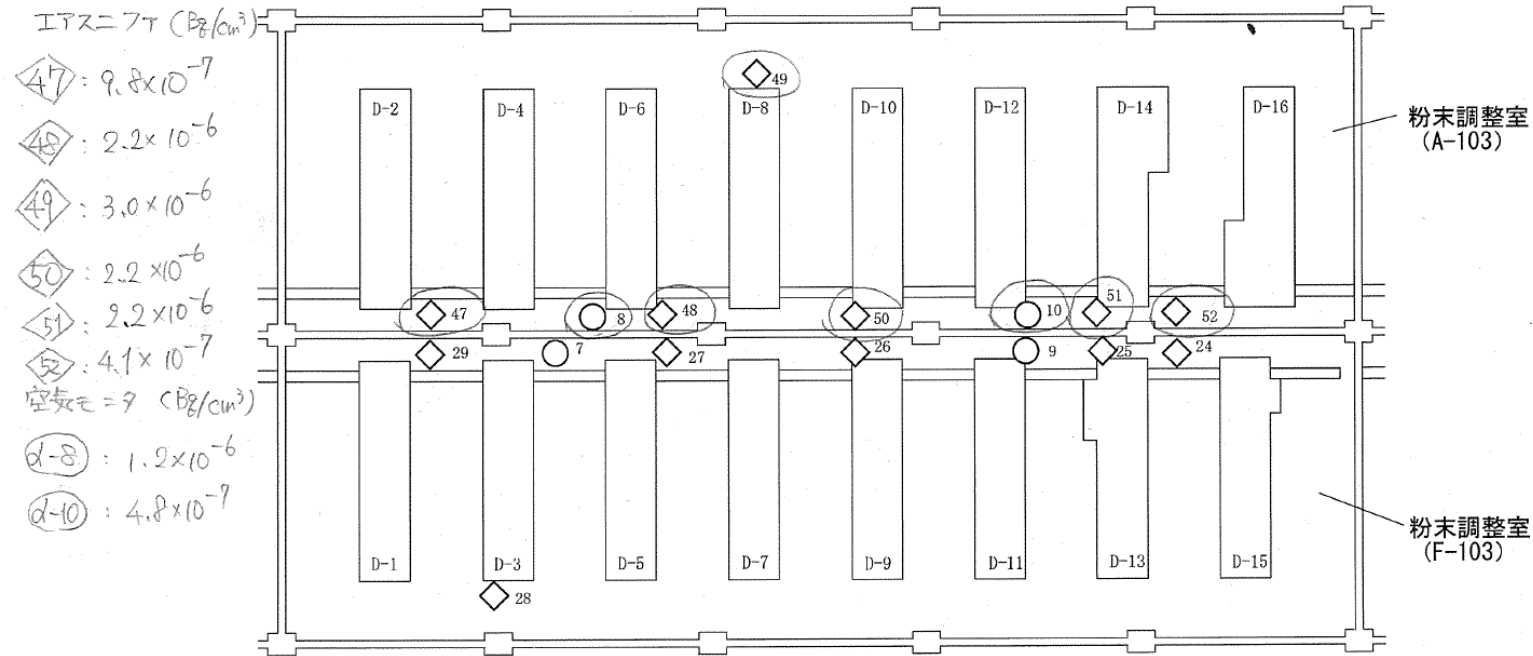 エアスニファ (Bq/cm³)
47 : 9.8×10⁻⁷
48 : 2.2×10⁻⁶
49 : 3.0×10⁻⁶
50 : 2.2×10⁻⁶
51 : 2.2×10⁻⁶
52 : 4.1×10⁻⁷
空気モニタ (Bq/cm³)
α-8 : 1.2×10⁻⁶
α-10 : 4.8×10⁻⁷
49
D-2 D-4 D-6 D-8 D-10 D-12 D-14 D-16
粉末調整室
(A-103)
47 8 48 50 10 51 52
29 7 27 26 9 25 24
D-1 D-3 D-5 D-7 D-9 D-11 D-13 D-15
28
粉末調整室
(F-103)